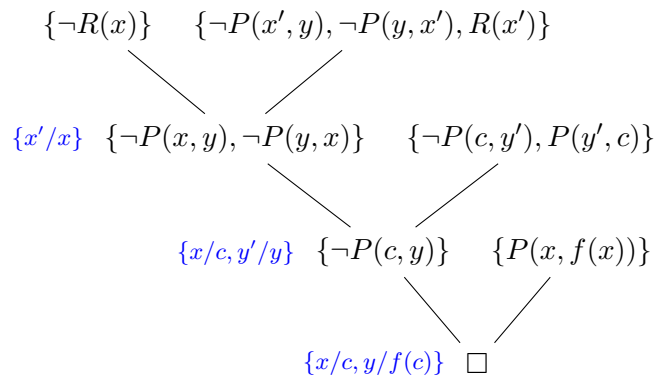 {¬R(x)} {¬P(x′, y), ¬P(y, x′), R(x′)}
{x′/x} {¬P(x, y), ¬P(y, x)} {¬P(c, y′), P(y′, c)}
{x/c, y′/y} {¬P(c, y)} {P(x, f(x))}
{x/c, y/f(c)} □